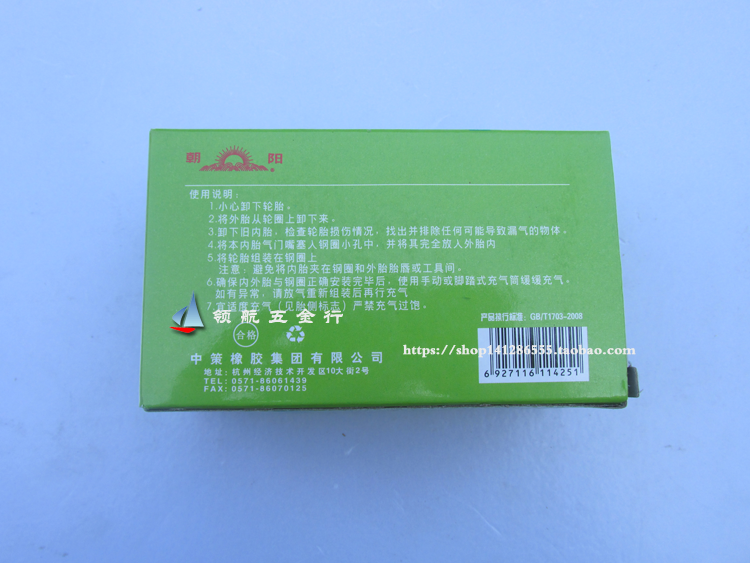 朝 阳
使用说明：
1.小心卸下轮胎。
2.将外胎从轮圈上卸下来。
3.卸下旧内胎，检查轮胎损伤情况，找出并排除任何可能导致漏气的物体。
4.将本内胎气门嘴塞人钢圈小孔中，并将其完全放人外胎内
5.将轮胎组装在钢圈上
注意：避免将内胎夹在钢圈和外胎胎唇或工具间。
6.确保内外胎与钢圈正确安装完毕后，使用手动或脚踏式充气筒缓缓充气。
如有异常，请放气重新组装后再行充气
7.宜适度充气（见胎侧标志）严禁充气过饱。
领航五金行
产品执行标准：GB/T1703-2008
合格
https://shop141286555.taobao.com/
中策橡胶集团有限公司
地址：杭州经济技术开发区10大街2号
TEL：0571-86061439
FAX：0571-86070125
6 927116 114251